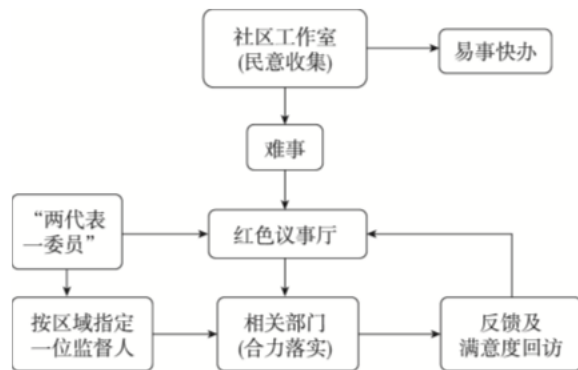 社区工作室
(民意收集)
易事快办
难事
“两代表
一委员”
红色议事厅
按区域指定
一位监督人
相关部门
(合力落实)
反馈及
满意度回访